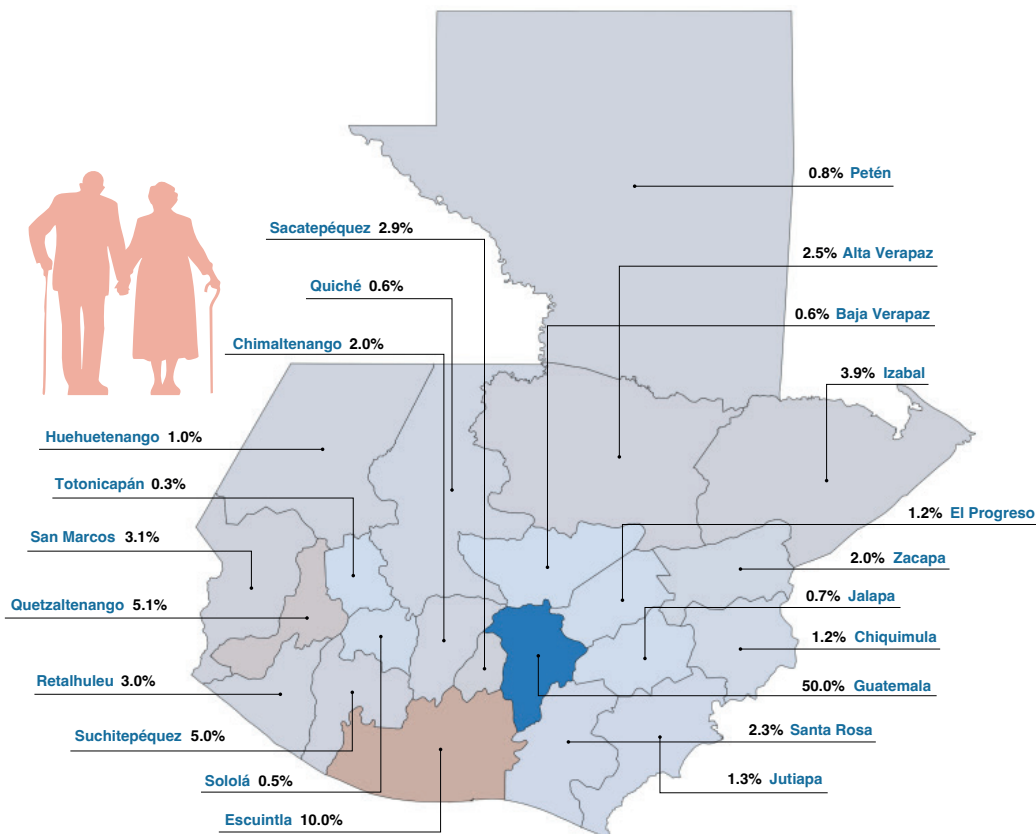 0.8% Petén
Sacatepéquez 2.9%
2.5% Alta Verapaz
Quiché 0.6%
0.6% Baja Verapaz
Chimaltenango 2.0%
3.9% Izabal
Huehuetenango 1.0%
Totonicapán 0.3%
1.2% El Progreso
San Marcos 3.1%
2.0% Zacapa
Quetzaltenango 5.1%
0.7% Jalapa
1.2% Chiquimula
Retalhuleu 3.0%
50.0% Guatemala
Suchitepéquez 5.0%
2.3% Santa Rosa
Sololá 0.5%
1.3% Jutiapa
Escuintla 10.0%